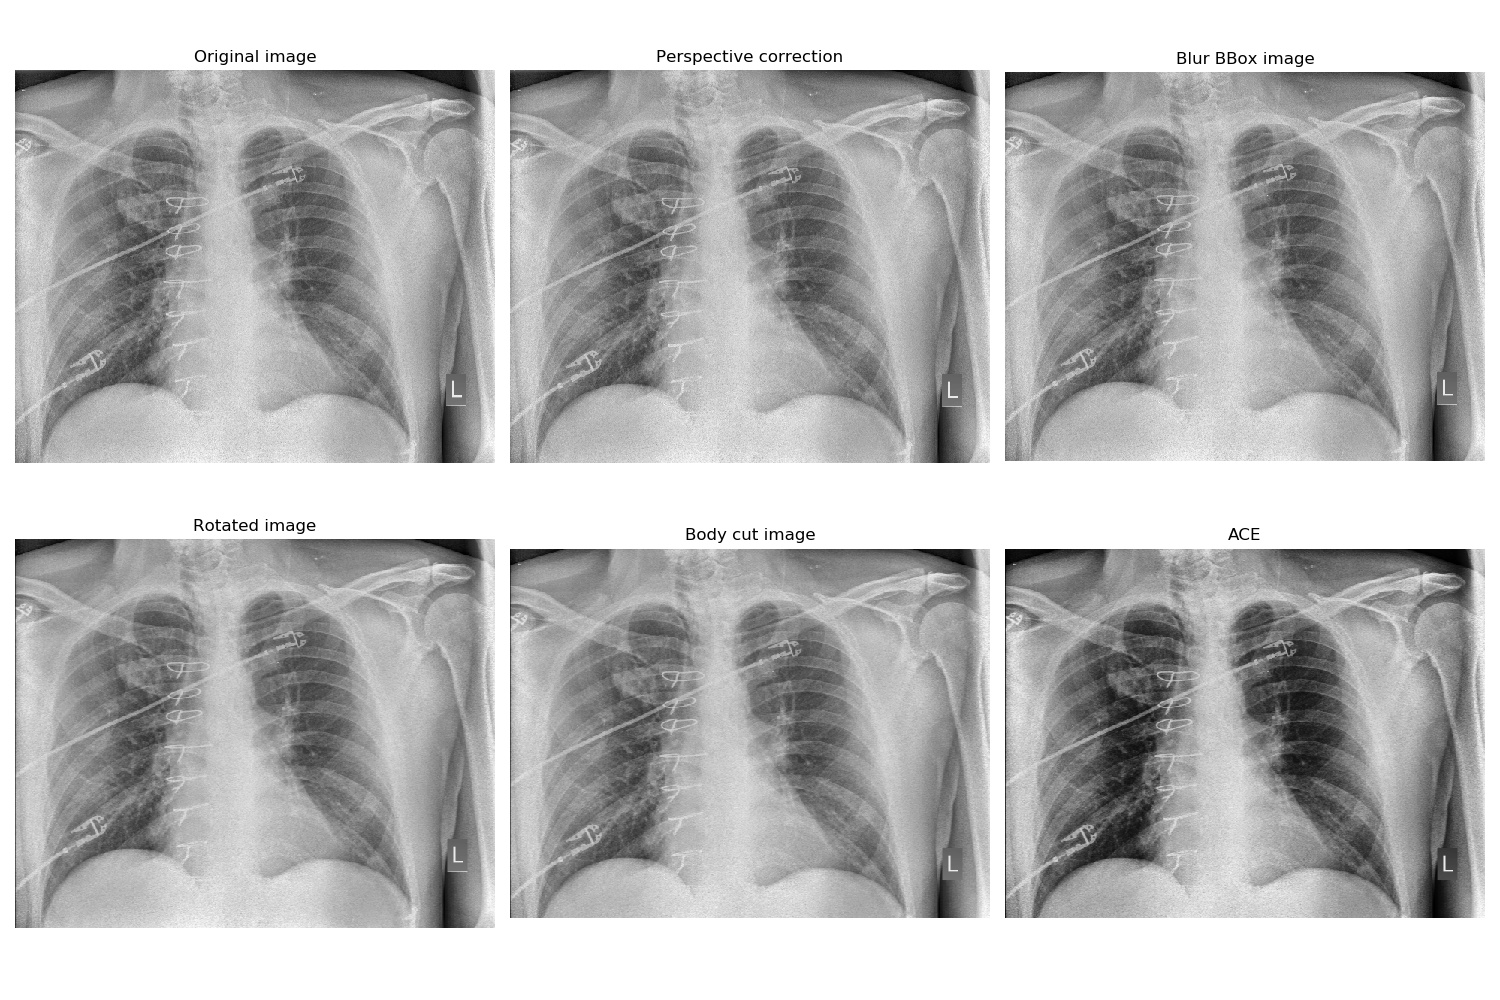 Original image
Perspective correction
Blur BBox image
L
L
L
Rotated image
Body cut image
ACE
L
L
L